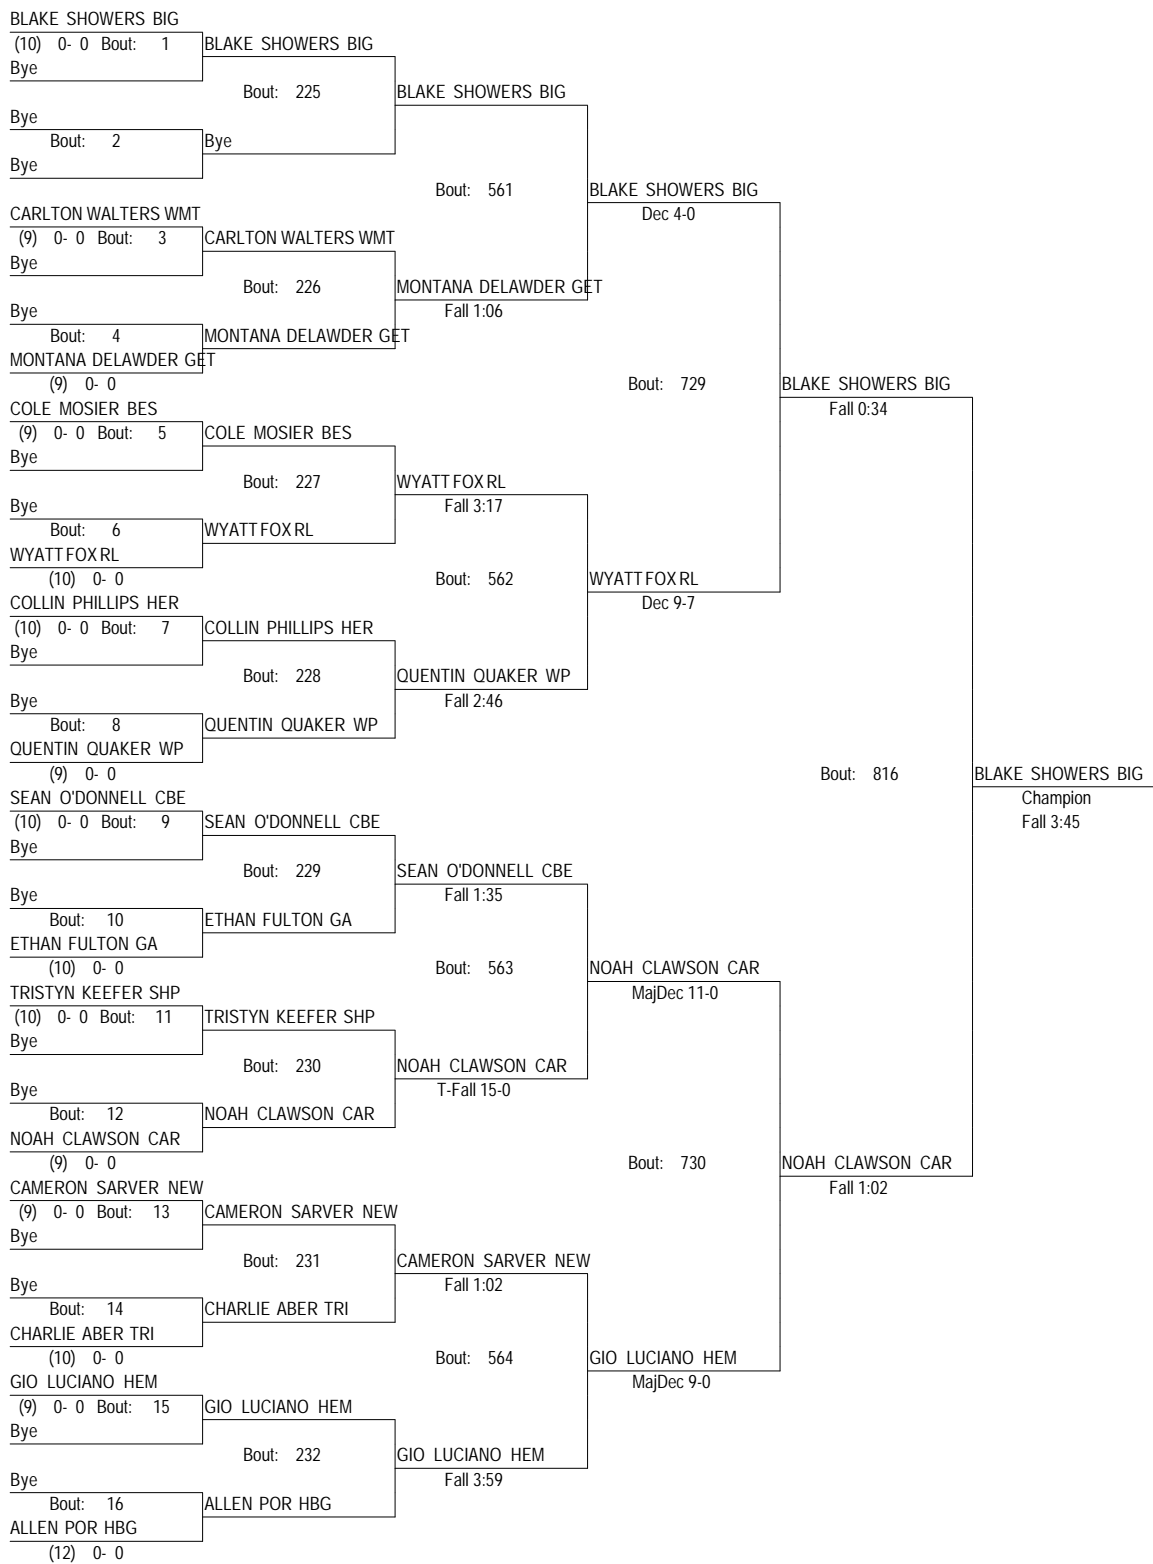 BLAKE SHOWERS BIG
(10) 0- 0 Bout: 1 BLAKE SHOWERS BIG
Bye
Bout: 225 BLAKE SHOWERS BIG
Bye
Bout: 2 Bye
Bye
Bout: 561 BLAKE SHOWERS BIG
CARLTON WALTERS WMT Dec 4-0
(9) 0- 0 Bout: 3 CARLTON WALTERS WMT
Bye
Bout: 226 MONTANA DELAWDER GET
Bye Fall 1:06
Bout: 4 MONTANA DELAWDER GET
MONTANA DELAWDER GET
(9) 0- 0 Bout: 729 BLAKE SHOWERS BIG
COLE MOSIER BES Fall 0:34
(9) 0- 0 Bout: 5 COLE MOSIER BES
Bye
Bout: 227 WYATT FOX RL
Bye Fall 3:17
Bout: 6 WYATT FOX RL
WYATT FOX RL
(10) 0- 0 Bout: 562 WYATT FOX RL
COLLIN PHILLIPS HER Dec 9-7
(10) 0- 0 Bout: 7 COLLIN PHILLIPS HER
Bye
Bout: 228 QUENTIN QUAKER WP
Bye Fall 2:46
Bout: 8 QUENTIN QUAKER WP
QUENTIN QUAKER WP
(9) 0- 0 Bout: 816 BLAKE SHOWERS BIG
SEAN O'DONNELL CBE Champion
(10) 0- 0 Bout: 9 SEAN O'DONNELL CBE Fall 3:45
Bye
Bout: 229 SEAN O'DONNELL CBE
Bye Fall 1:35
Bout: 10 ETHAN FULTON GA
ETHAN FULTON GA
(10) 0- 0 Bout: 563 NOAH CLAWSON CAR
TRISTYN KEEFER SHP MajDec 11-0
(10) 0- 0 Bout: 11 TRISTYN KEEFER SHP
Bye
Bout: 230 NOAH CLAWSON CAR
Bye T-Fall 15-0
Bout: 12 NOAH CLAWSON CAR
NOAH CLAWSON CAR
(9) 0- 0 Bout: 730 NOAH CLAWSON CAR
CAMERON SARVER NEW Fall 1:02
(9) 0- 0 Bout: 13 CAMERON SARVER NEW
Bye
Bout: 231 CAMERON SARVER NEW
Bye Fall 1:02
Bout: 14 CHARLIE ABER TRI
CHARLIE ABER TRI
(10) 0- 0 Bout: 564 GIO LUCIANO HEM
GIO LUCIANO HEM MajDec 9-0
(9) 0- 0 Bout: 15 GIO LUCIANO HEM
Bye
Bout: 232 GIO LUCIANO HEM
Bye Fall 3:59
Bout: 16 ALLEN POR HBG
ALLEN POR HBG
(12) 0- 0